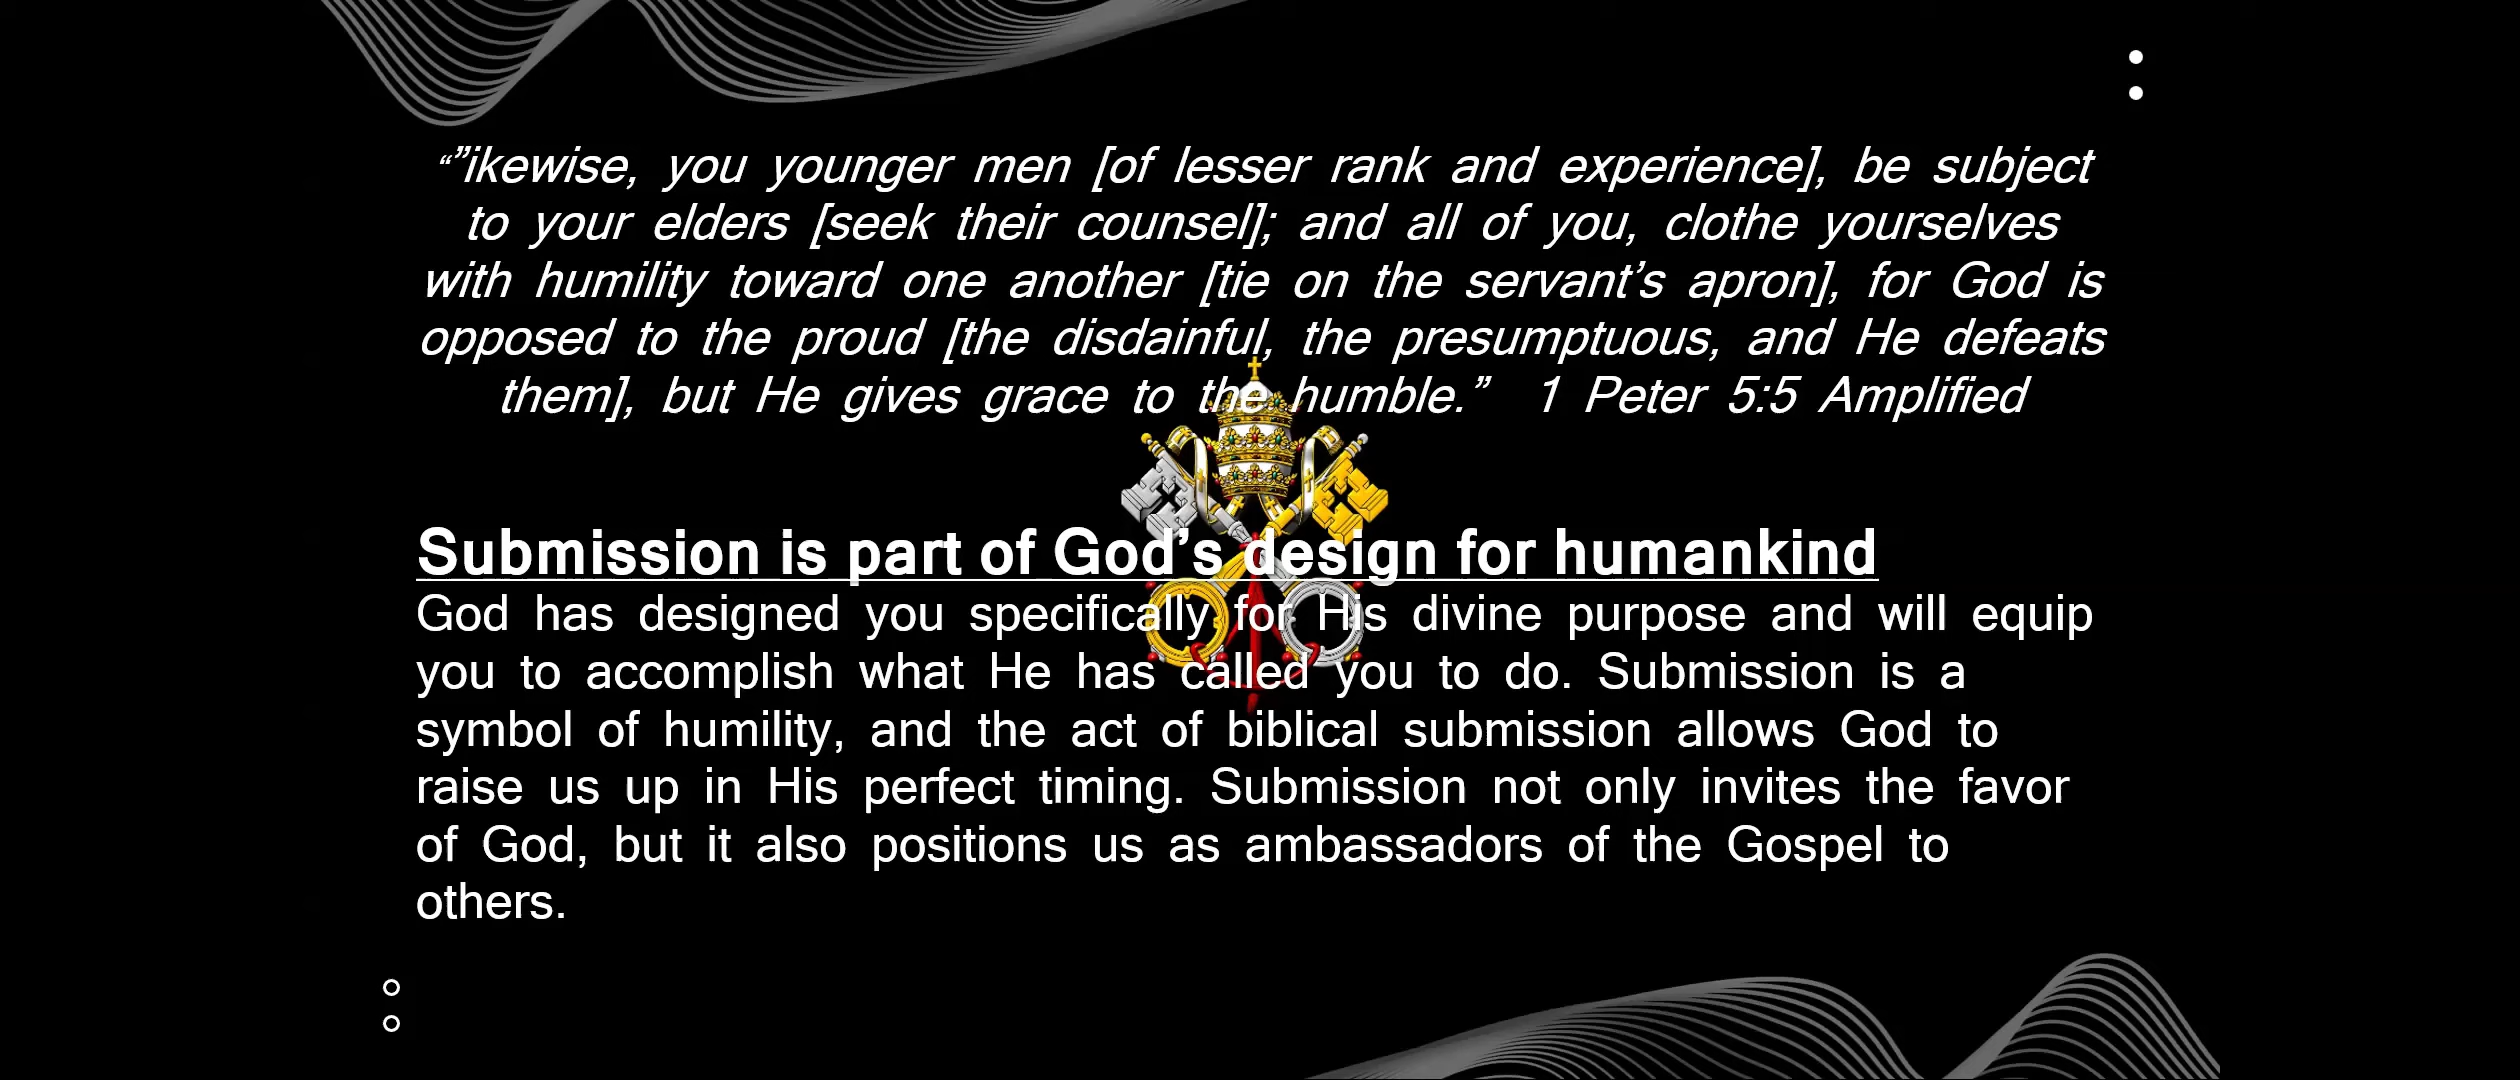 “”ikewise, you younger men [of lesser rank and experience], be subject
to your elders [seek their counsel]; and all of you, clothe yourselves
with humility toward one another [tie on the servant’s apron], for God is
opposed to the proud [the disdainful, the presumptuous, and He defeats
them], but He gives grace to the humble.” 1 Peter 5:5 Amplified
Submission is part of God’s design for humankind
God has designed you specifically for His divine purpose and will equip
you to accomplish what He has called you to do. Submission is a
symbol of humility, and the act of biblical submission allows God to
raise us up in His perfect timing. Submission not only invites the favor
of God, but it also positions us as ambassadors of the Gospel to
others.